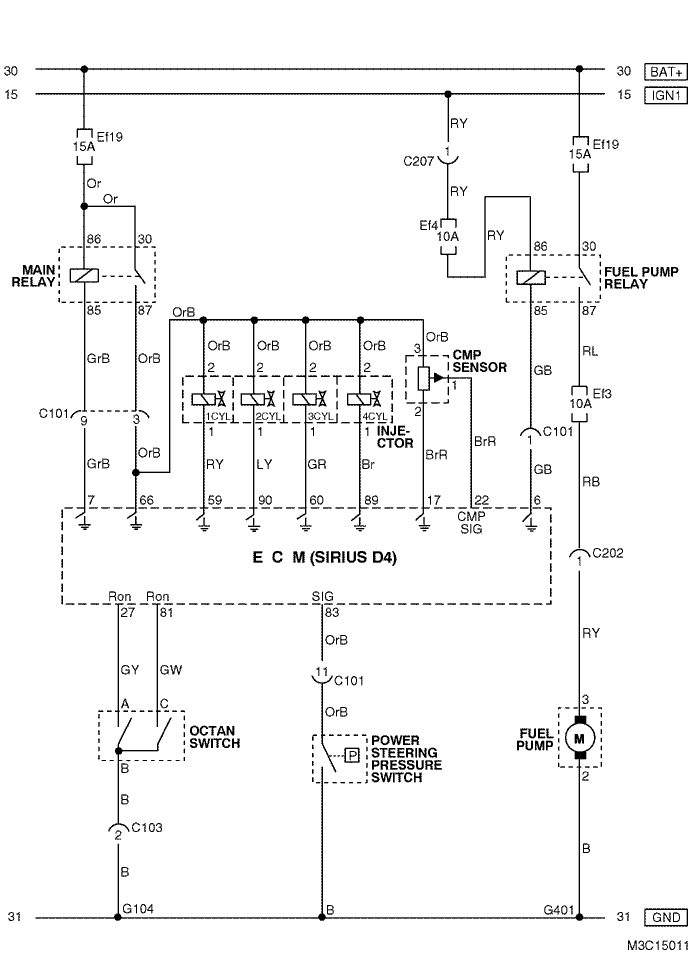 30 30 BAT+
15 15 IGN1
RY
Ef19 Ef19
15A 1 15A
C207
Or RY
Or Ef4
10A RY
86 30 86 30
MAIN RELAY
FUEL PUMP RELAY
85 87 85 87
OrB
GrB OrB OrB OrB OrB OrB OrB RL
3 CMP SENSOR
2 2 2 2 1
GB
1CYL 2CYL 3CYL 4CYL 2
Ef3
10A
C101 9 3 1 1 1 1 INJE-CTOR
C101
1
OrB BrR BrR
GrB RY LY GR Br GB RB
7 66 59 90 60 89 17 22 6
CMP SIG
E C M (SIRIUS D4)
C202
1
Ron Ron SIG
27 81 83
OrB RY
GY GW 11 C101
A C OrB 3
OCTAN SWITCH
POWER STEERING PRESSURE SWITCH
P
FUEL PUMP
M
B 2
B
C103
2
B B
31 G104 B G401 31 GND
M3C15011